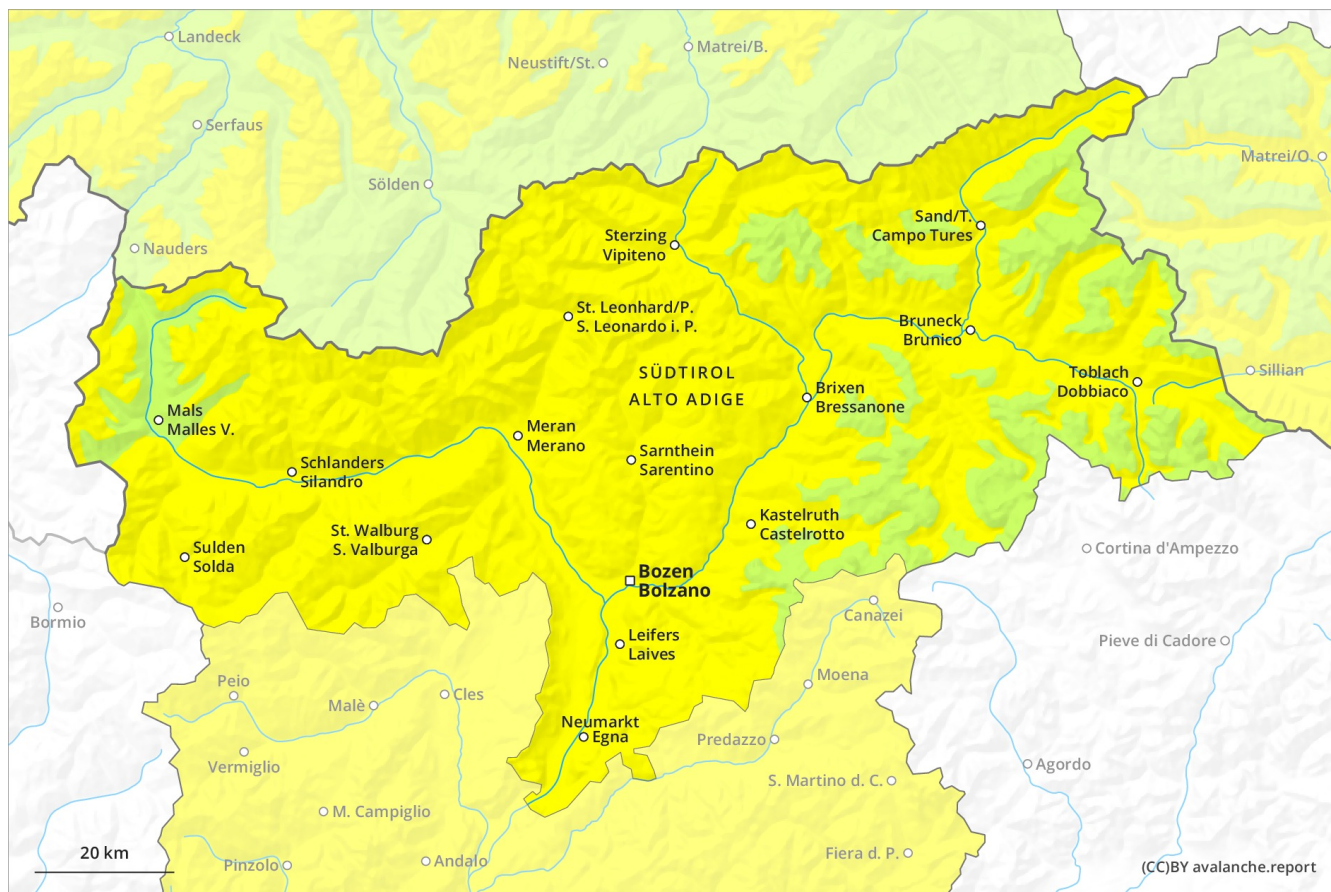 Landeck
Matrei/B.
Neustift/St.
Serfaus
Matrei/O.
Sölden
Sand/T.
Campo Tures
Sterzing
Vipiteno
Nauders
St. Leonhard/P.
S. Leonardo i. P.
Bruneck
Brunico
SÜDTIROL
ALTO ADIGE
Toblach
Dobbiaco
Sillian
Brixen
Bressanone
Mals
Malles V.
Meran
Merano
Sarnthein
Sarentino
Schlanders
Silandro
Kastelruth
Castelrotto
St. Walburg
S. Valburga
Sulden
Solda
Cortina d'Ampezzo
Bozen
Bolzano
Bormio
Canazei
Leifers
Laives
Pieve di Cadore
Moena
Peio
Cles
Malè
Neumarkt
Egna
Predazzo
Vermiglio
Agordo
S. Martino d. C.
M. Campiglio
20 km
Pinzolo
Andalo
Fiera d. P.
(CC)BY avalanche.report